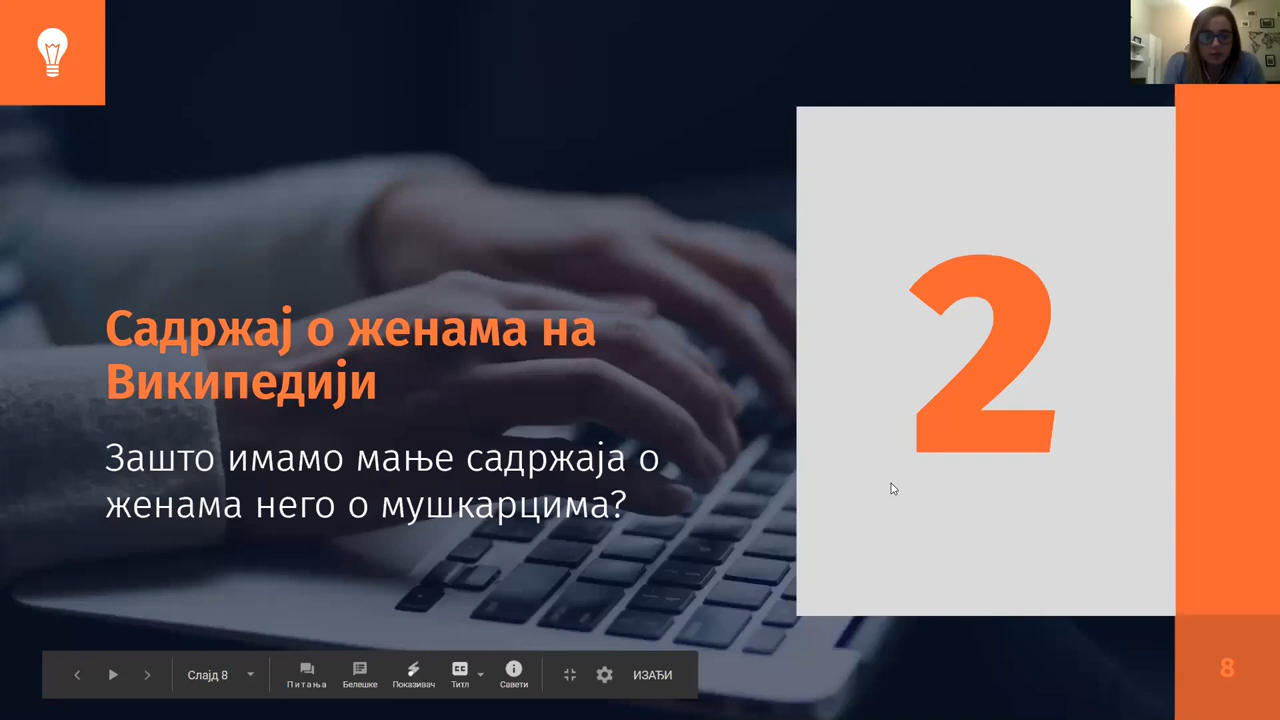 Садржај о женама на
Википедији
Зашто имамо мање садржаја о
женама него о мушкарцима?
2
8
Слајд 8
Питања
Белешке
Показивач
Титл
Савети
ИЗАЂИ